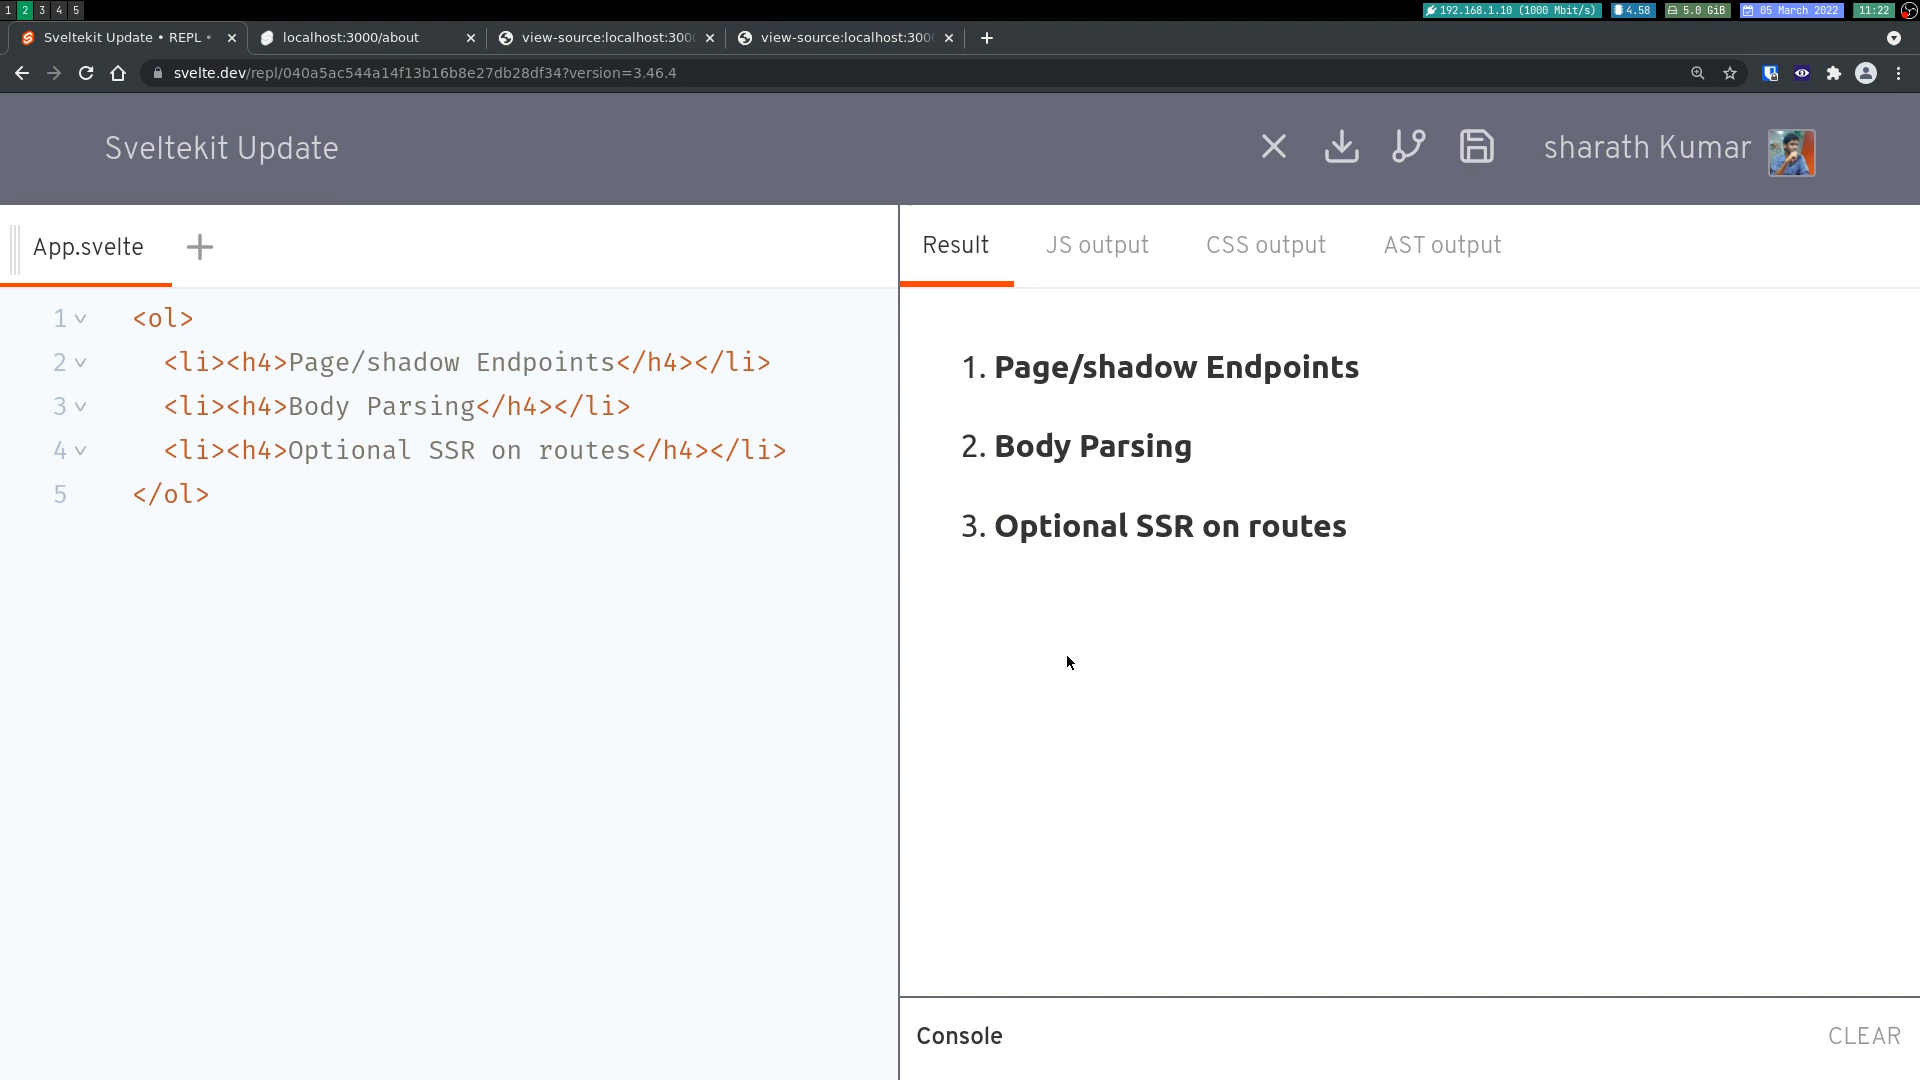 1 2 3 4 5 192.168.1.10 (1000 Mbit/s) 4.58 5.0 GiB 05 March 2022 11:22
Sveltekit Update • REPL • localhost:3000/about view-source:localhost:300 view-source:localhost:300
svelte.dev/repl/040a5ac544a14f13b16b8e27db28df34?version=3.46.4
Sveltekit Update sharath Kumar
App.svelte
1 <ol>
2 <li><h4>Page/shadow Endpoints</h4></li>
3 <li><h4>Body Parsing</h4></li>
4 <li><h4>Optional SSR on routes</h4></li>
5 </ol>
Result JS output CSS output AST output
1. Page/shadow Endpoints
2. Body Parsing
3. Optional SSR on routes
Console CLEAR